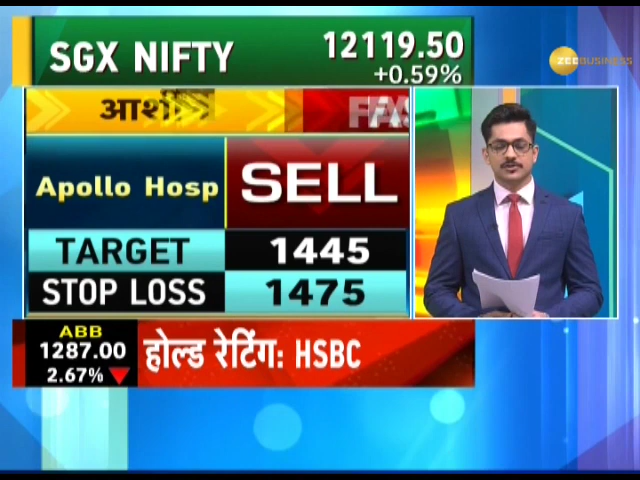 SGX NIFTY
12119.50
+0.59%
ZEE BUSINESS
Apollo Hosp
SELL
TARGET
1445
STOP LOSS
1475
ABB
1287.00
2.67%
होल्ड रेटिंग: HSBC